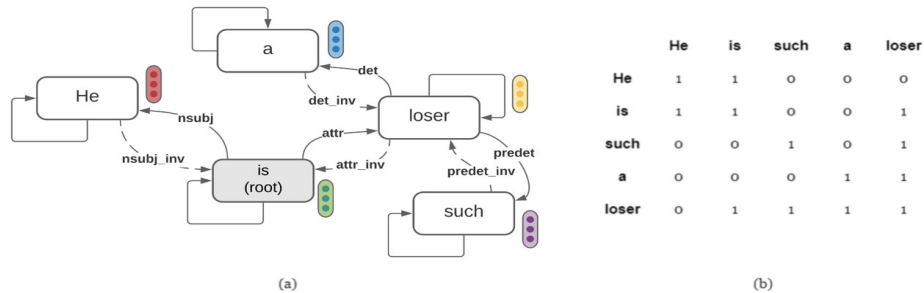 a
det
det_inv
He
nsubj
nsubj_inv
loser
attr
attr_inv
is
(root)
predet
predet_inv
such
(a)
He is such a loser
He 1 1 0 0 0
is 1 1 0 0 1
such 0 0 1 0 1
a 0 0 0 1 1
loser 0 1 1 1 1
(b)